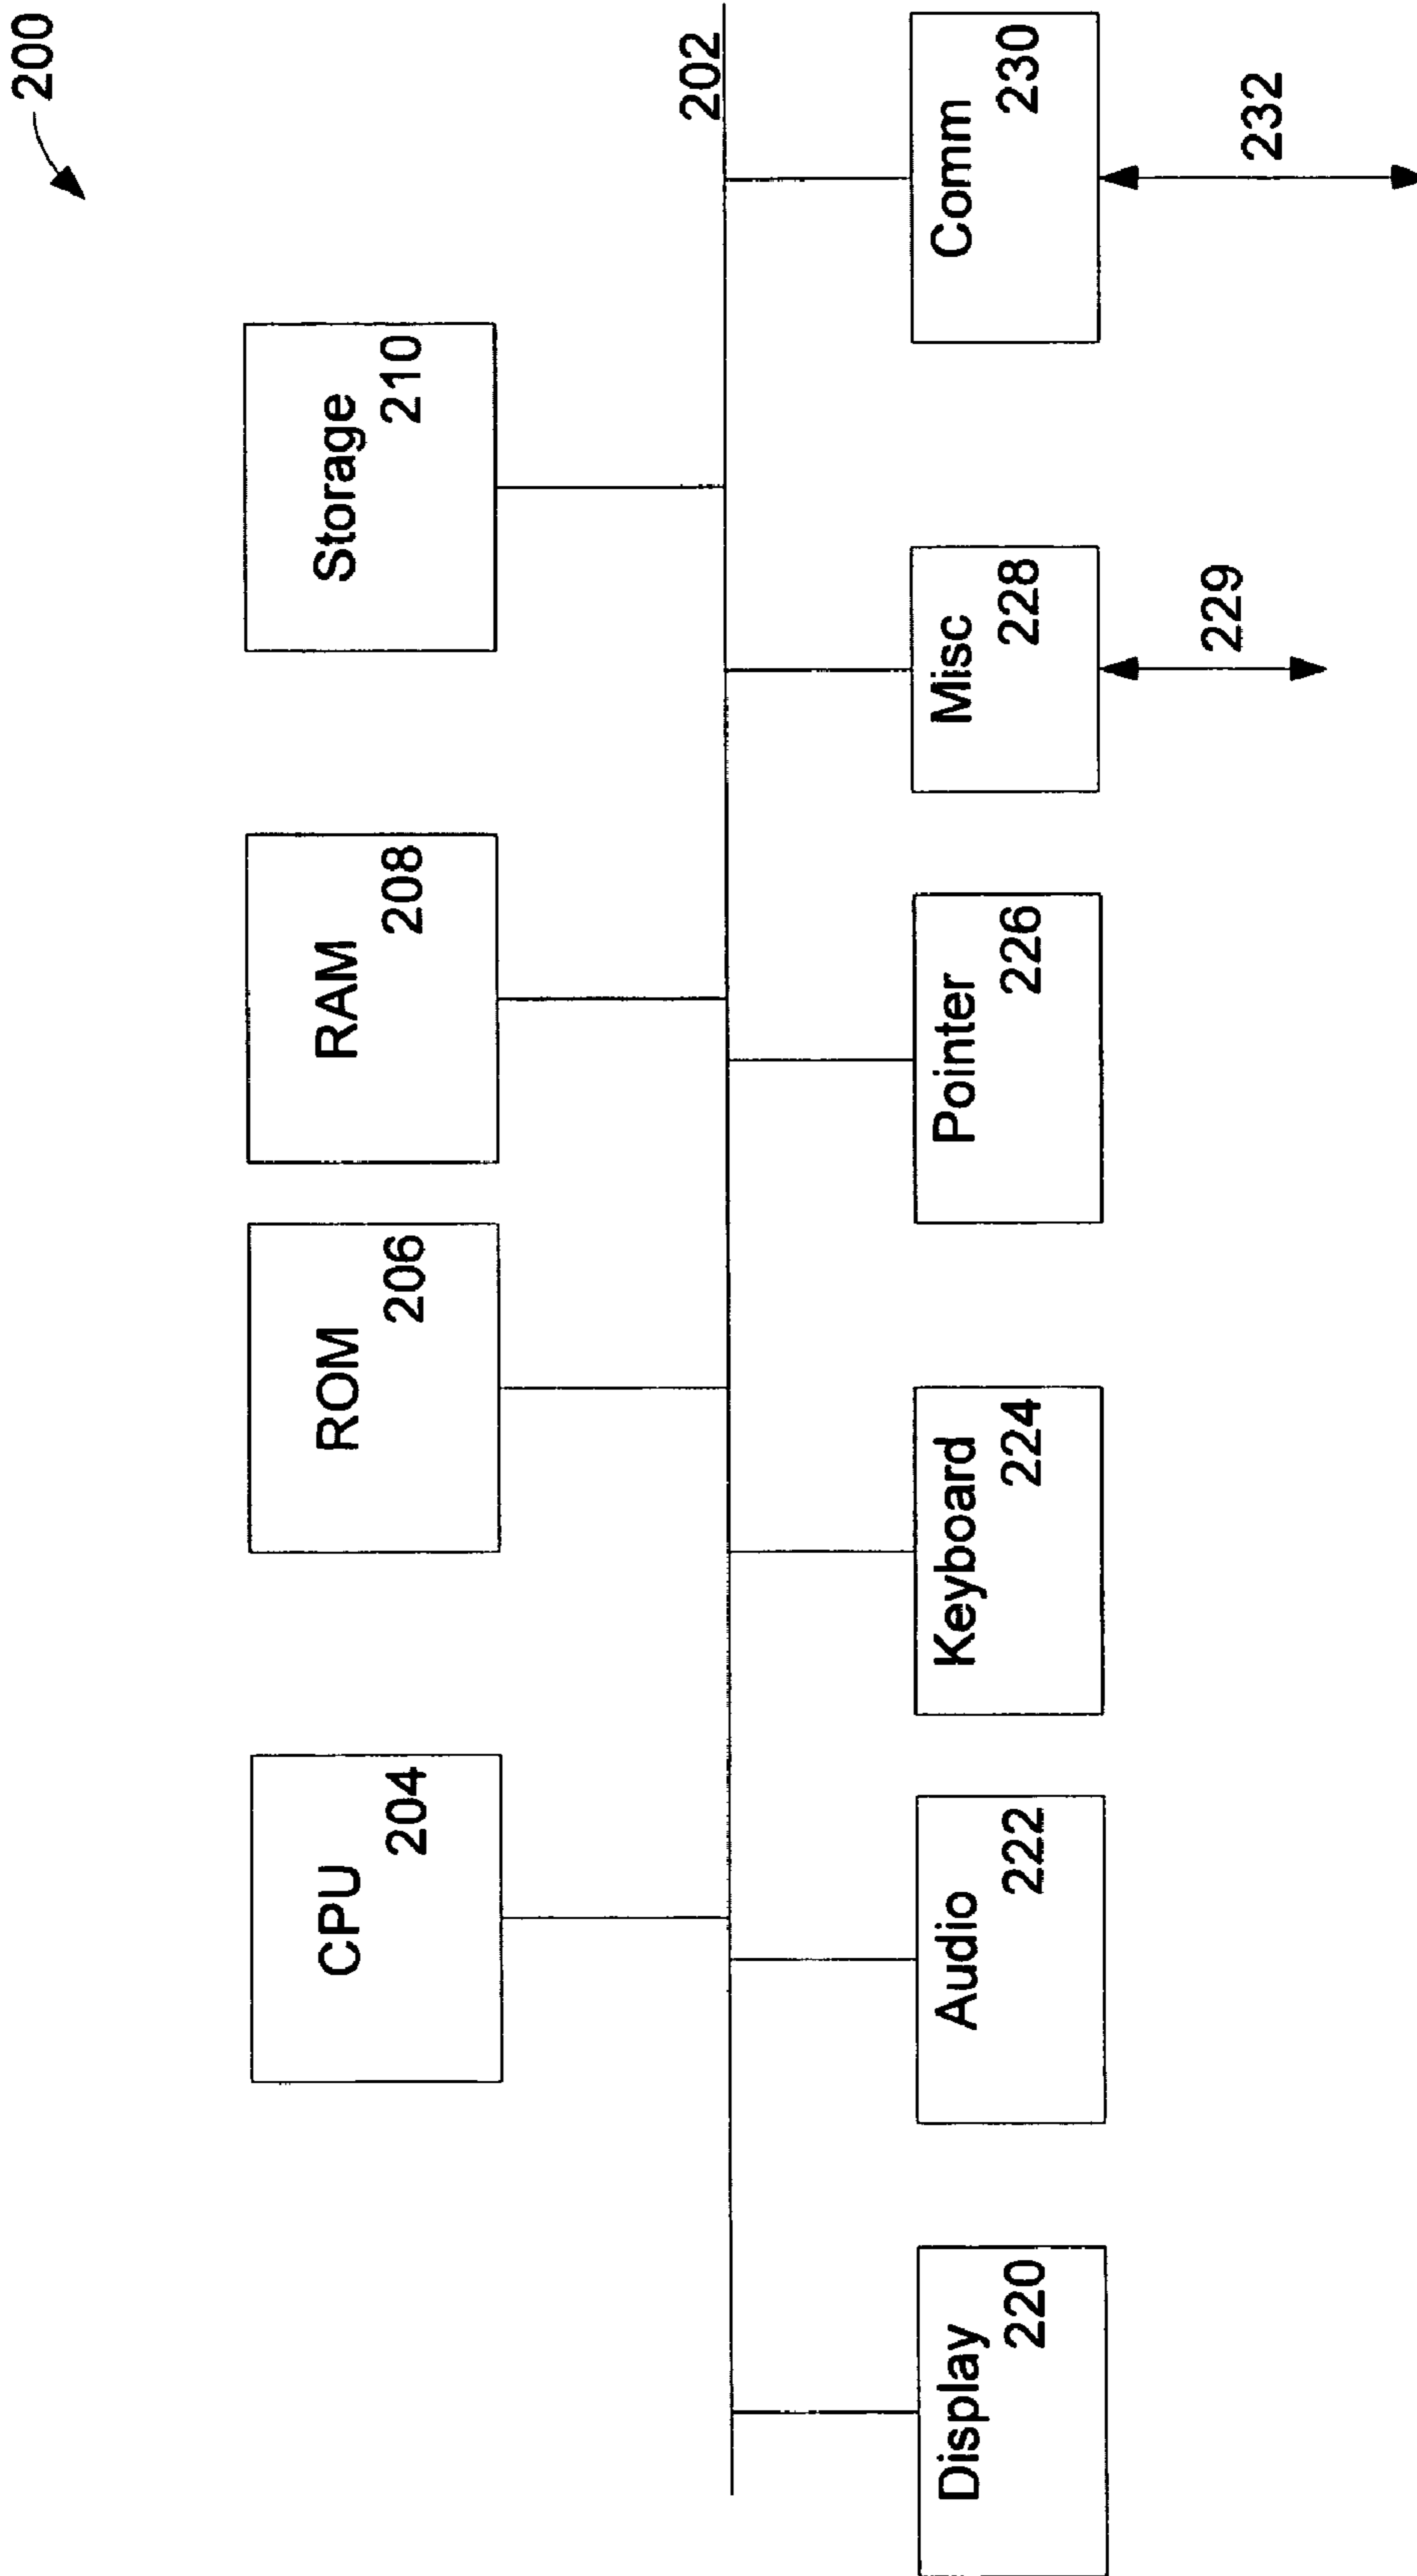 200
CPU
204
ROM
206
RAM
208
Storage
210
202
Display
220
Audio
222
Keyboard
224
Pointer
226
Misc
228
Comm
230
229
232